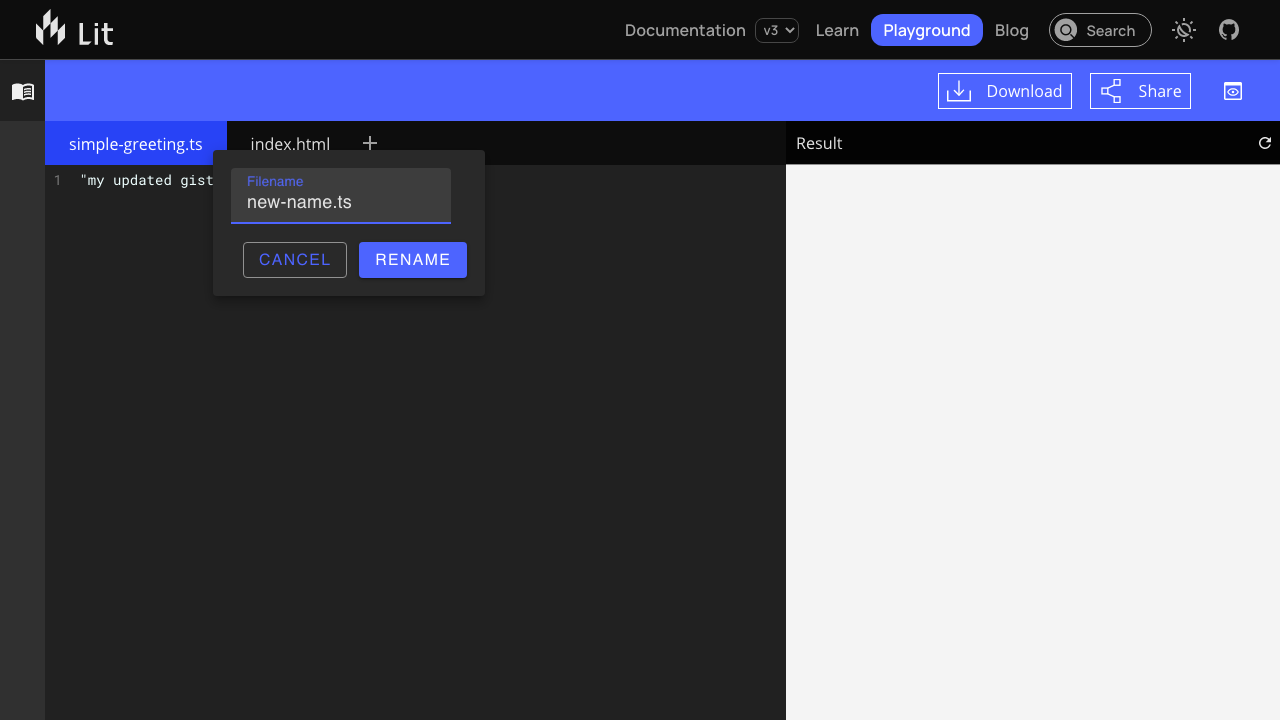 Lit
Documentation v3 Learn Playground Blog Search
Download Share
simple-greeting.ts index.html
Result
1 "my updated gist
Filename
new-name.ts
CANCEL RENAME